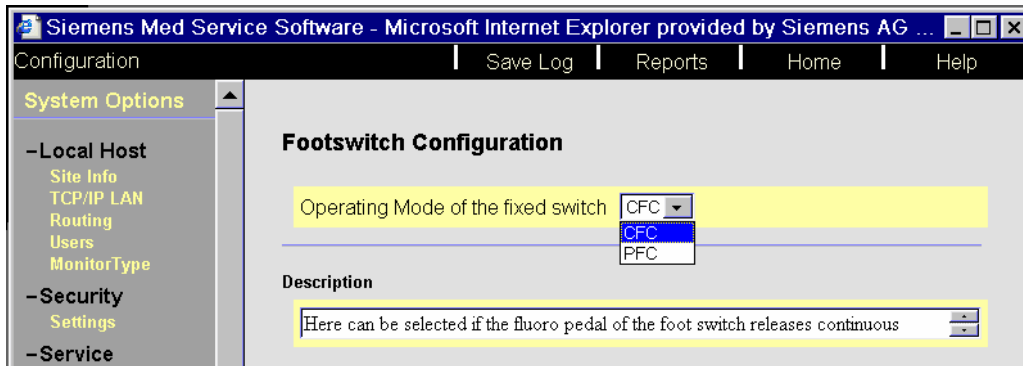 Siemens Med Service Software - Microsoft Internet Explorer provided by Siemens AG ...
Configuration Save Log Reports Home Help
System Options
–Local Host
Site Info
TCP/IP LAN
Routing
Users
MonitorType
–Security
Settings
–Service
Footswitch Configuration
Operating Mode of the fixed switch CFC
CFC
PFC
Description
Here can be selected if the fluoro pedal of the foot switch releases continuous